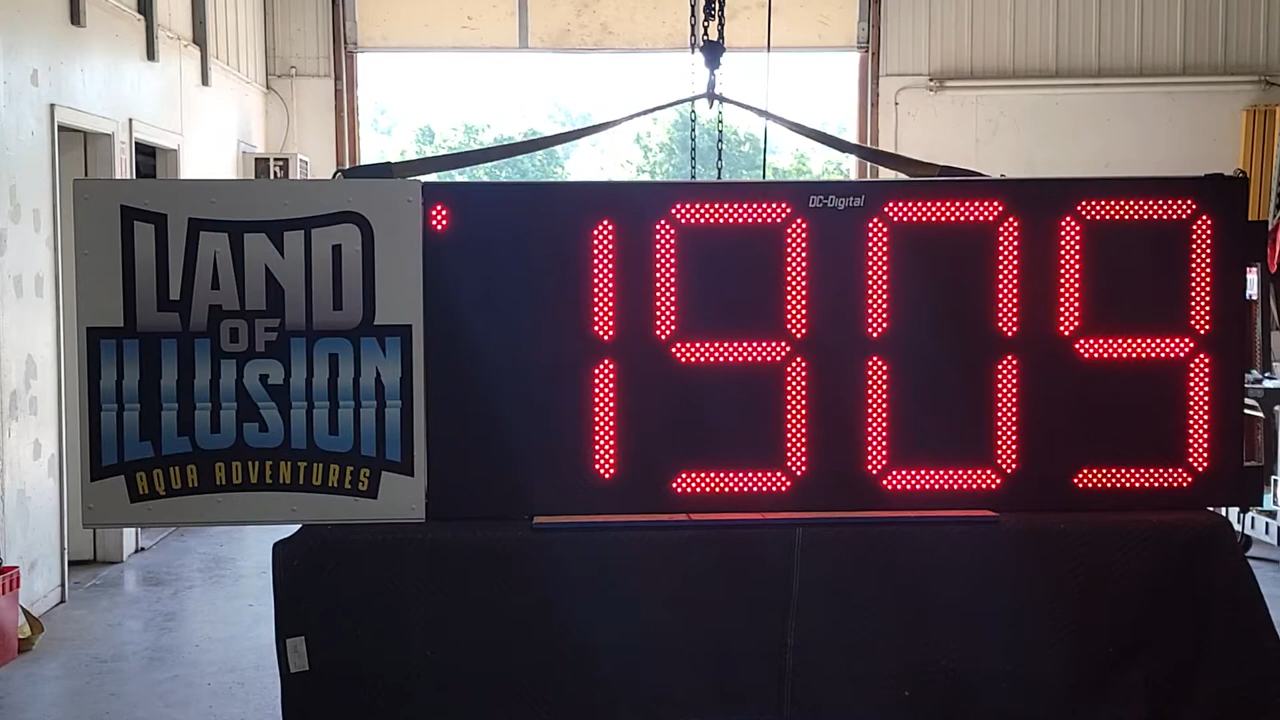 LAND
OF
ILLUSION
AQUA ADVENTURES
DC-Digital
1909